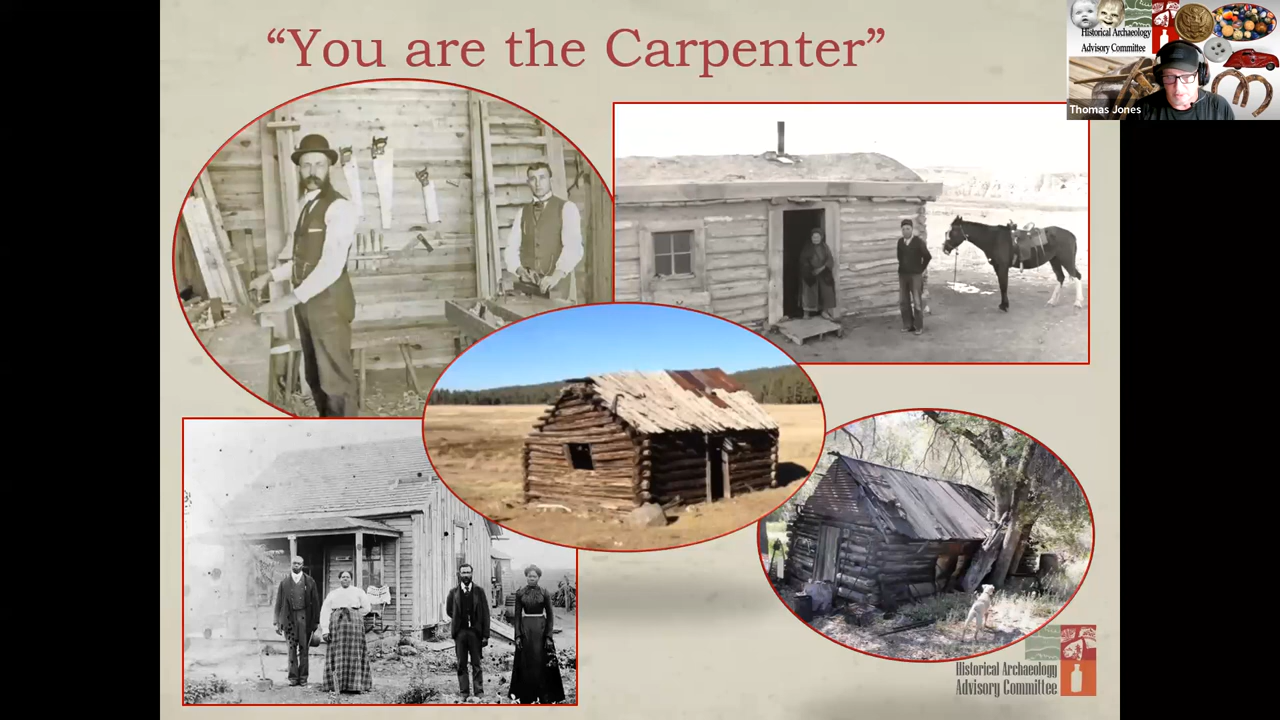 “You are the Carpenter”
Historical Archaeology
Advisory Committee
Thomas Jones
Historical Archaeology
Advisory Committee